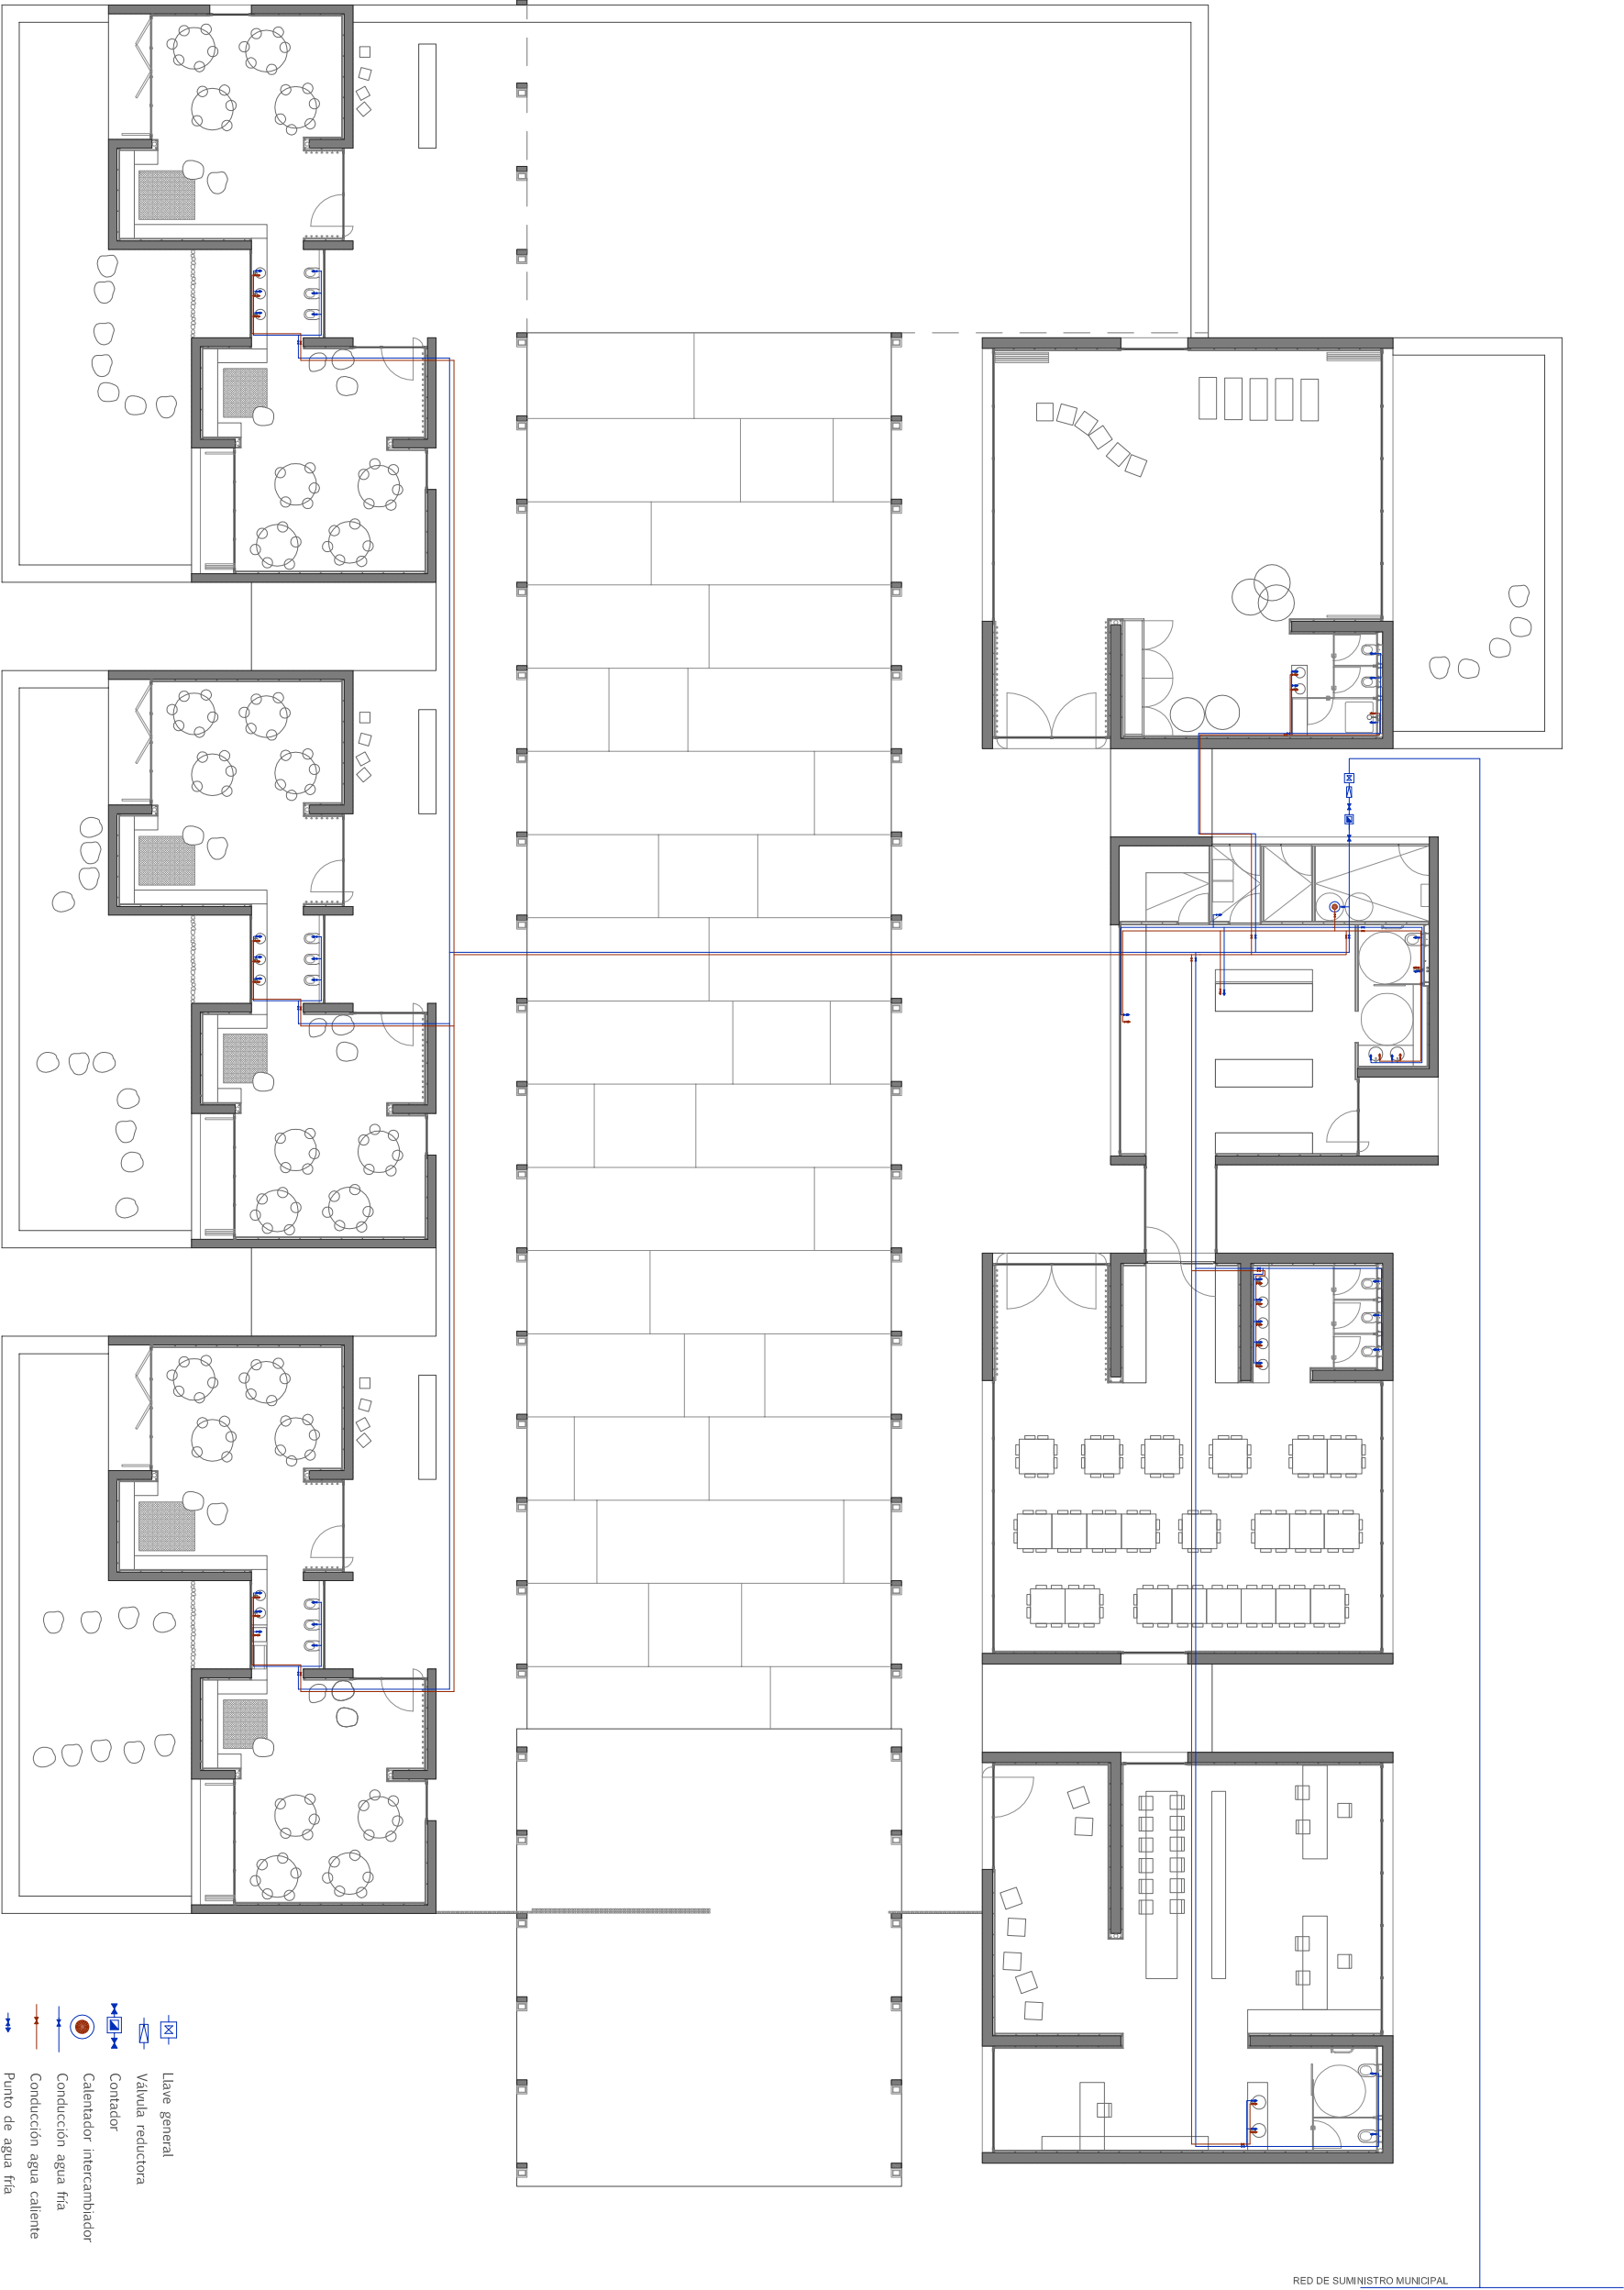 Llave general
Válvula reductora
Contador
Calentador intercambiador
Conducción agua fría
Conducción agua caliente
Punto de agua fría
RED DE SUMINISTRO MUNICIPAL